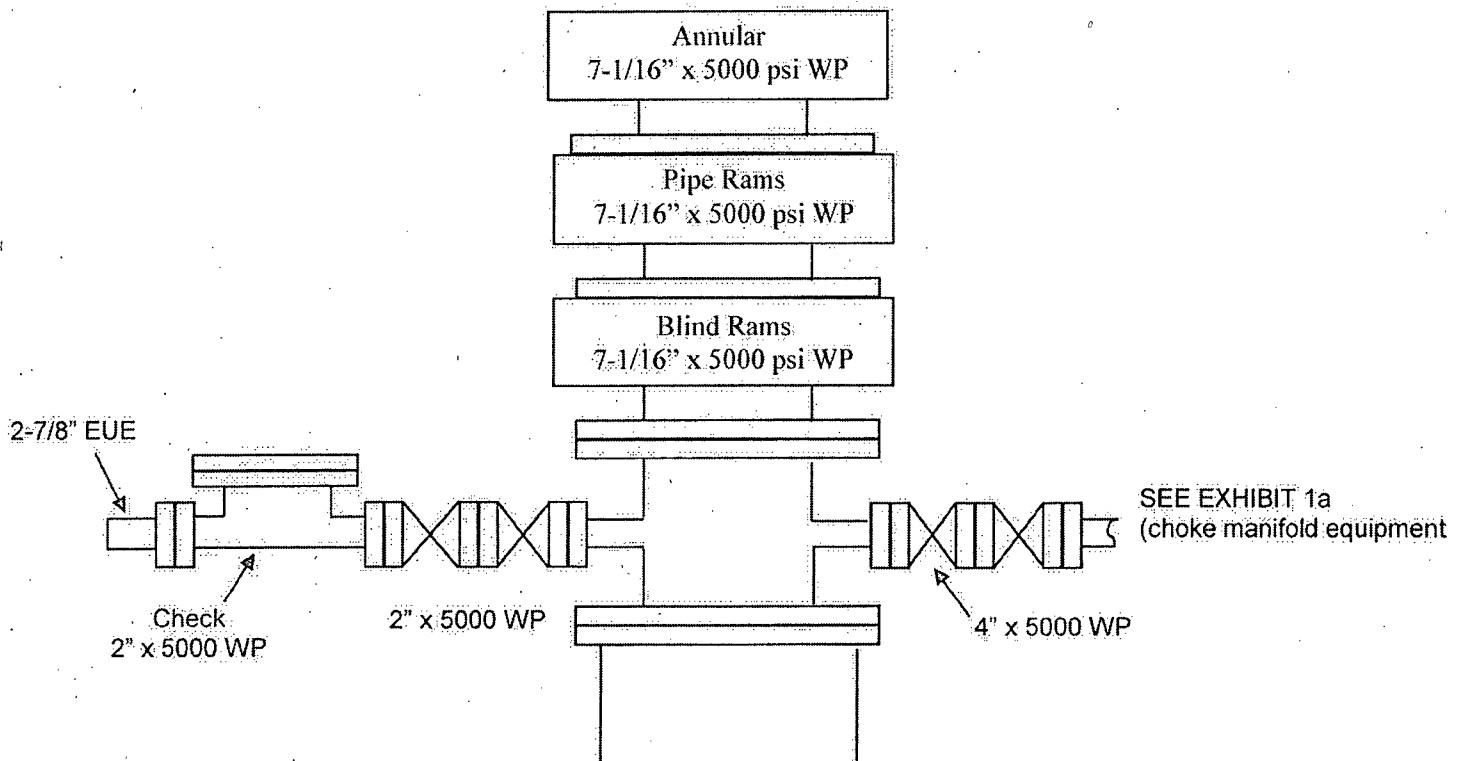 Annular
7-1/16" x 5000 psi WP
Pipe Rams
7-1/16" x 5000 psi WP
Blind Rams
7-1/16" x 5000 psi WP
2-7/8" EUE
SEE EXHIBIT 1a
(choke manifold equipment
Check
2" x 5000 WP
2" x 5000 WP
4" x 5000 WP